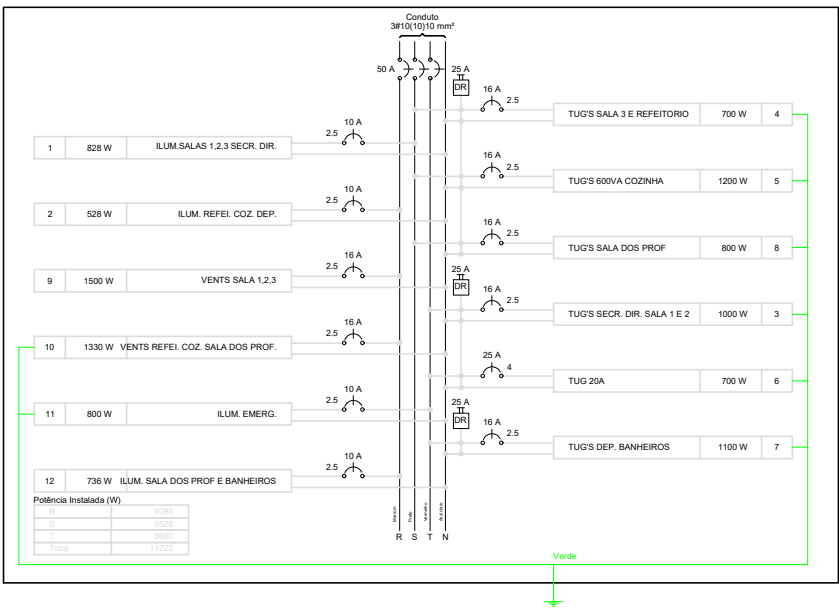 Conduto
3#10(10)10 mm²
50 A
25 A
DR
16 A
2.5
TUG'S SALA 3 E REFEITORIO 700 W 4
10 A
2.5
1 828 W ILUM.SALAS 1,2,3 SECR. DIR.
16 A
2.5
TUG'S 600VA COZINHA 1200 W 5
10 A
2.5
2 528 W ILUM. REFEI. COZ. DEP.
16 A
2.5
TUG'S SALA DOS PROF 800 W 8
16 A
2.5
9 1500 W VENTS SALA 1,2,3
25 A
DR
16 A
2.5
TUG'S SECR. DIR. SALA 1 E 2 1000 W 3
16 A
2.5
10 1330 W VENTS REFEI. COZ. SALA DOS PROF.
25 A
4
TUG 20A 700 W 6
10 A
2.5
11 800 W ILUM. EMERG.
25 A
DR
16 A
2.5
TUG'S DEP. BANHEIROS 1100 W 7
10 A
2.5
12 736 W ILUM. SALA DOS PROF E BANHEIROS
Potência Instalada (W)
R 4094
S 3528
T 3600
Total 11222
Marrom Preto Vermelho
R S T N
Verde